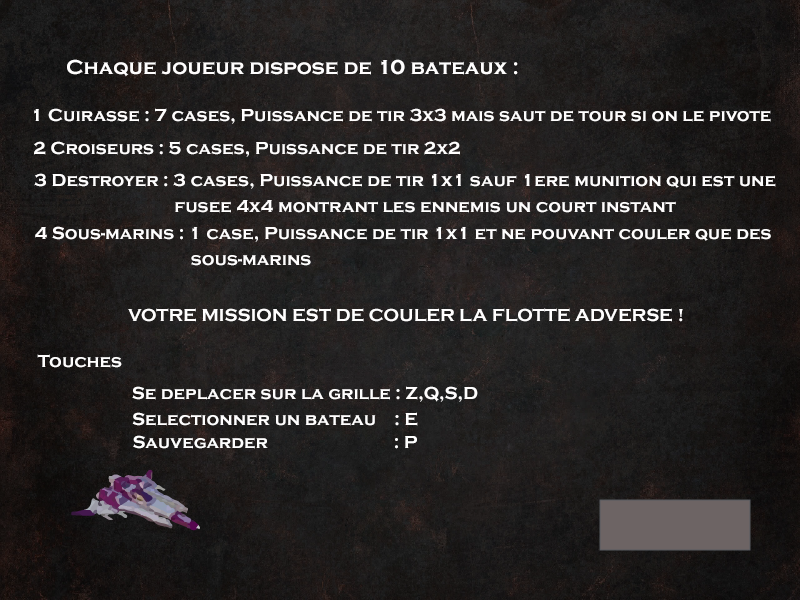 CHAQUE JOUEUR DISPOSE DE 10 BATEAUX :
1 CUIRASSE : 7 CASES, PUISSANCE DE TIR 3X3 MAIS SAUT DE TOUR SI ON LE PIVOTE
2 CROISEURS : 5 CASES, PUISSANCE DE TIR 2X2
3 DESTROYER : 3 CASES, PUISSANCE DE TIR 1X1 SAUF 1ERE MUNITION QUI EST UNE
FUSEE 4X4 MONTRANT LES ENNEMIS UN COURT INSTANT
4 SOUS-MARINS : 1 CASE, PUISSANCE DE TIR 1X1 ET NE POUVANT COULER QUE DES
SOUS-MARINS
VOTRE MISSION EST DE COULER LA FLOTTE ADVERSE !
TOUCHES
SE DEPLACER SUR LA GRILLE : Z,Q,S,D
SELECTIONNER UN BATEAU : E
SAUVEGARDER : P